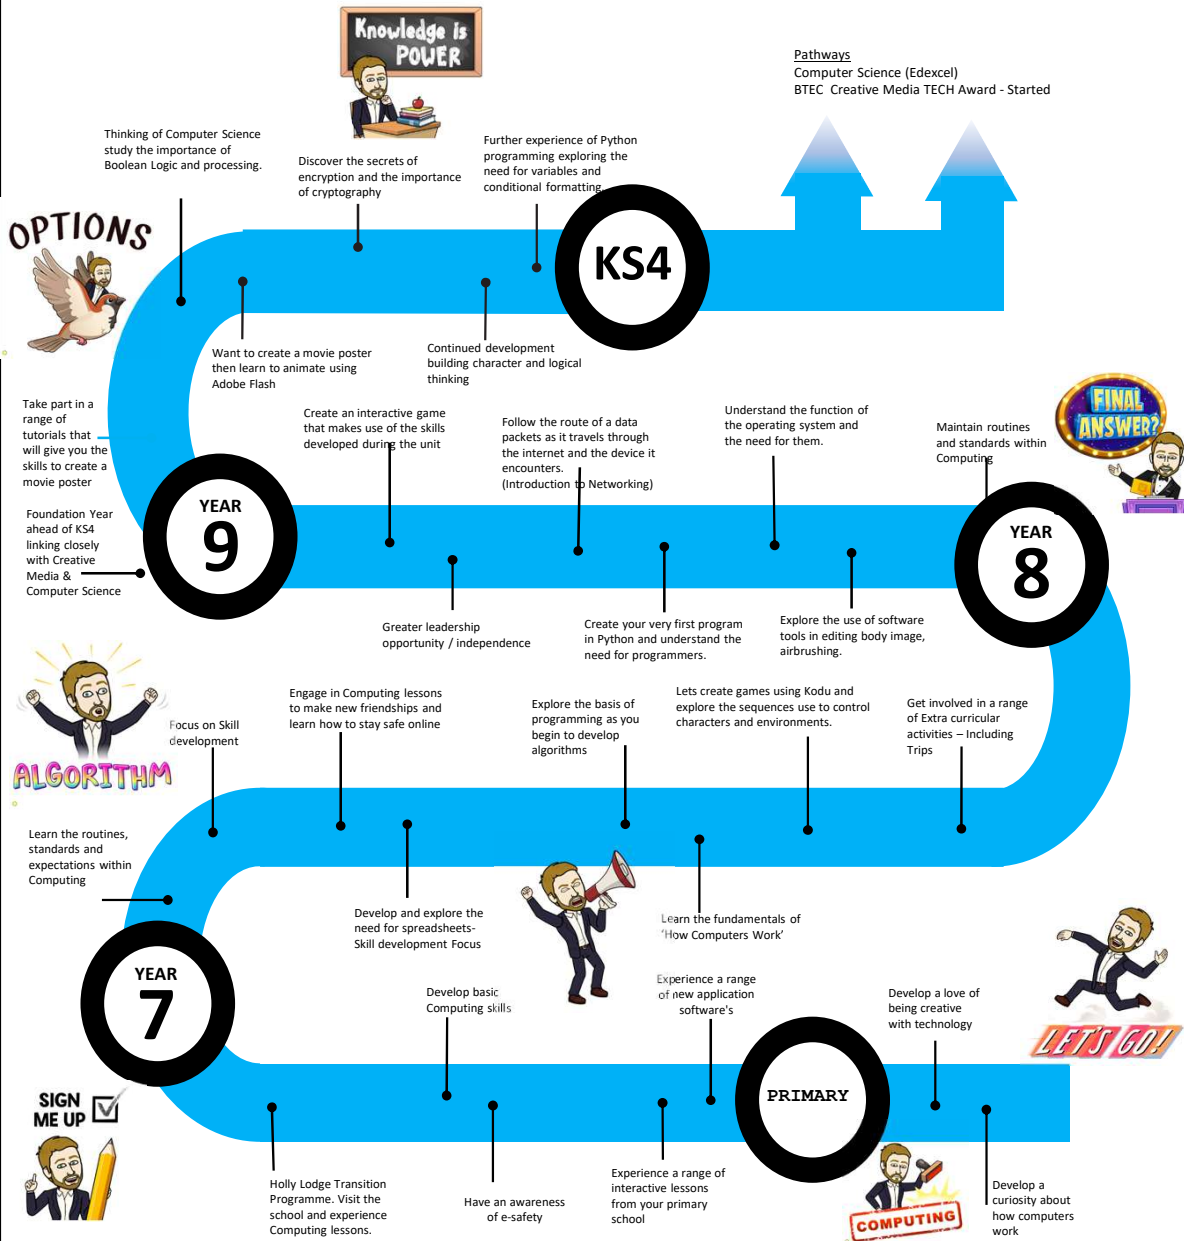 Knowledge is
POWER
Pathways
Computer Science (Edexcel)
BTEC  Creative Media TECH Award - Started
Thinking of Computer Science
study the importance of
Boolean Logic and processing.
Discover the secrets of
encryption and the importance
of cryptography
Further experience of Python
programming exploring the
need for variables and
conditional formatting.
OPTIONS
KS4
Want to create a movie poster
then learn to animate using
Adobe Flash
Continued development
building character and logical
thinking
Take part in a
range of
tutorials that
will give you the
skills to create a
movie poster
Create an interactive game
that makes use of the skills
developed during the unit
Follow the route of a data
packets as it travels through
the internet and the device it
encounters.
(Introduction to Networking)
Understand the function of
the operating system and
the need for them.
Maintain routines
and standards within
Computing
FINAL
ANSWER?
Foundation Year
ahead of KS4
linking closely
with Creative
Media &
Computer Science
YEAR
9
YEAR
8
Greater leadership
opportunity / independence
Create your very first program
in Python and understand the
need for programmers.
Explore the use of software
tools in editing body image,
airbrushing.
ALGORITHM
Focus on Skill
development
Engage in Computing lessons
to make new friendships and
learn how to stay safe online
Explore the basis of
programming as you
begin to develop
algorithms
Lets create games using Kodu and
explore the sequences use to control
characters and environments.
Get involved in a range
of Extra curricular
activities – Including
Trips
Learn the routines,
standards and
expectations within
Computing
Develop and explore the
need for spreadsheets-
Skill development Focus
Learn the fundamentals of
‘How Computers Work’
YEAR
7
Develop basic
Computing skills
Experience a range
of new application
software's
Develop a love of
being creative
with technology
LET'S GO!
SIGN
ME UP
PRIMARY
Holly Lodge Transition
Programme. Visit the
school and experience
Computing lessons.
Have an awareness
of e-safety
Experience a range of
interactive lessons
from your primary
school
COMPUTING
Develop a
curiosity about
how computers
work